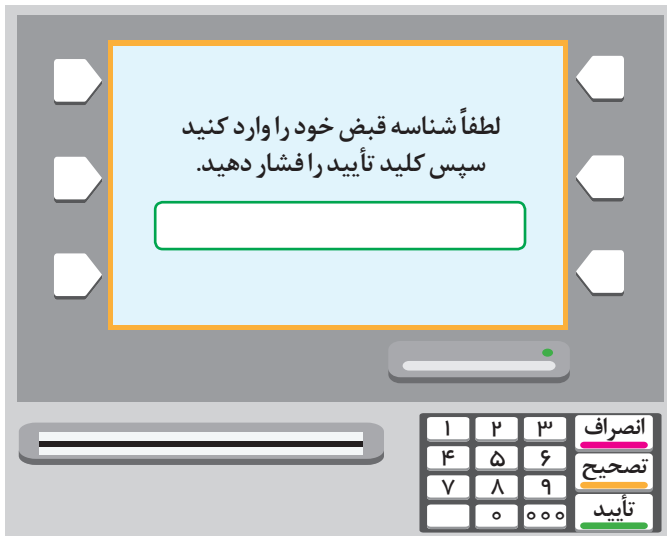 لطفاً شناسه قبض خود را وارد کنید
سپس کلید تأیید را فشار دهید.
۱ ۲ ۳ انصراف
۴ ۵ ۶ تصحیح
۷ ۸ ۹
۰ ۰۰۰ تأیید